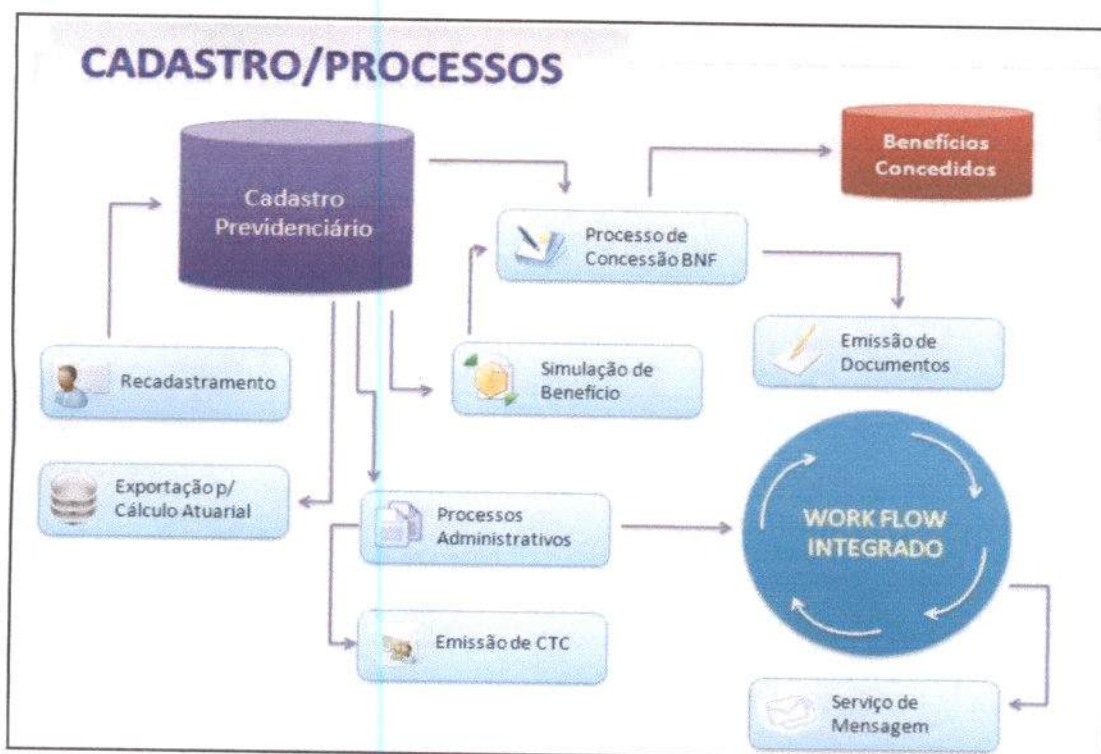 CADASTRO/PROCESSOS
Benefícios
Concedidos
Cadastro
Previdenciário
Processo de
Concessão BNF
Recadastramento
Simulação de
Benefício
Emissão de
Documentos
Exportação p/
Cálculo Atuarial
Processos
Administrativos
WORK FLOW
INTEGRADO
Emissão de CTC
Serviço de
Mensagem